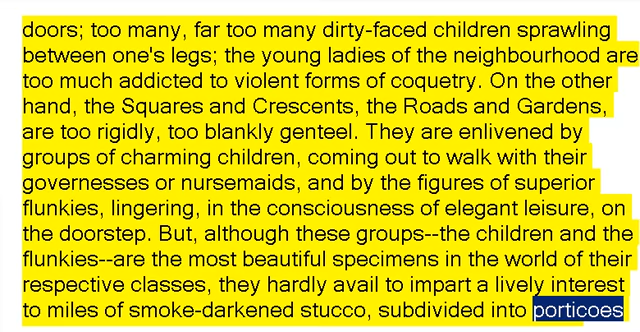 doors; too many, far too many dirty-faced children sprawling
between one's legs; the young ladies of the neighbourhood are
too much addicted to violent forms of coquetry. On the other
hand, the Squares and Crescents, the Roads and Gardens,
are too rigidly, too blankly genteel. They are enlivened by
groups of charming children, coming out to walk with their
governesses or nursemaids, and by the figures of superior
flunkies, lingering, in the consciousness of elegant leisure, on
the doorstep. But, although these groups--the children and the
flunkies--are the most beautiful specimens in the world of their
respective classes, they hardly avail to impart a lively interest
to miles of smoke-darkened stucco, subdivided into porticoes